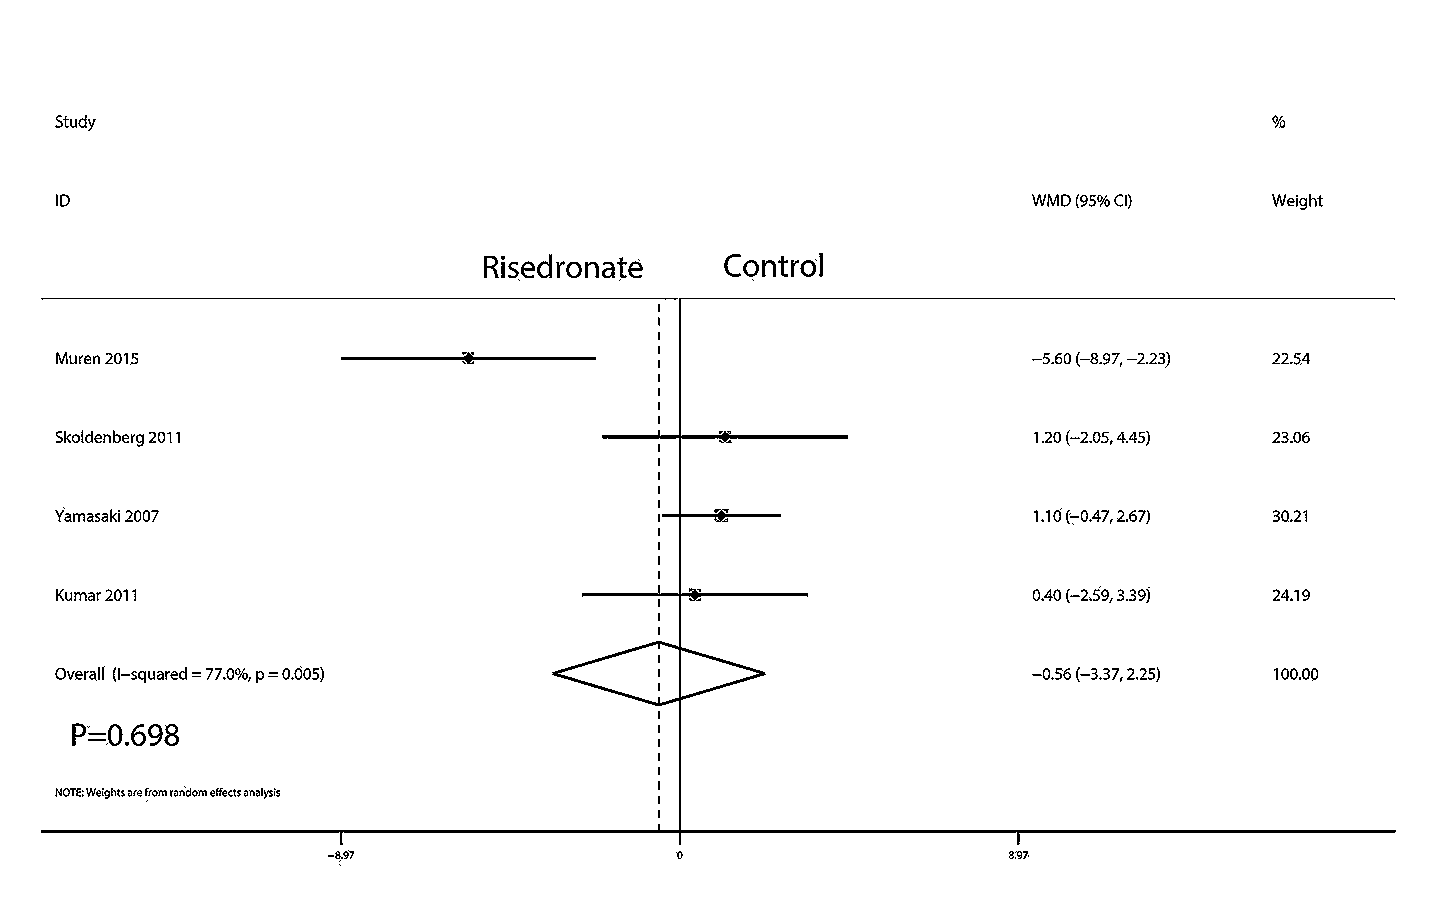 Study %
ID WMD (95% CI) Weight
Risedronate Control
Muren 2015 −5.60 (−8.97, −2.23) 22.54
Skoldenberg 2011 1.20 (−2.05, 4.45) 23.06
Yamasaki 2007 1.10 (−0.47, 2.67) 30.21
Kumar 2011 0.40 (−2.59, 3.39) 24.19
Overall (I−squared = 77.0%, p = 0.005) −0.56 (−3.37, 2.25) 100.00
P=0.698
NOTE: Weights are from random effects analysis
−8.97 0 8.97